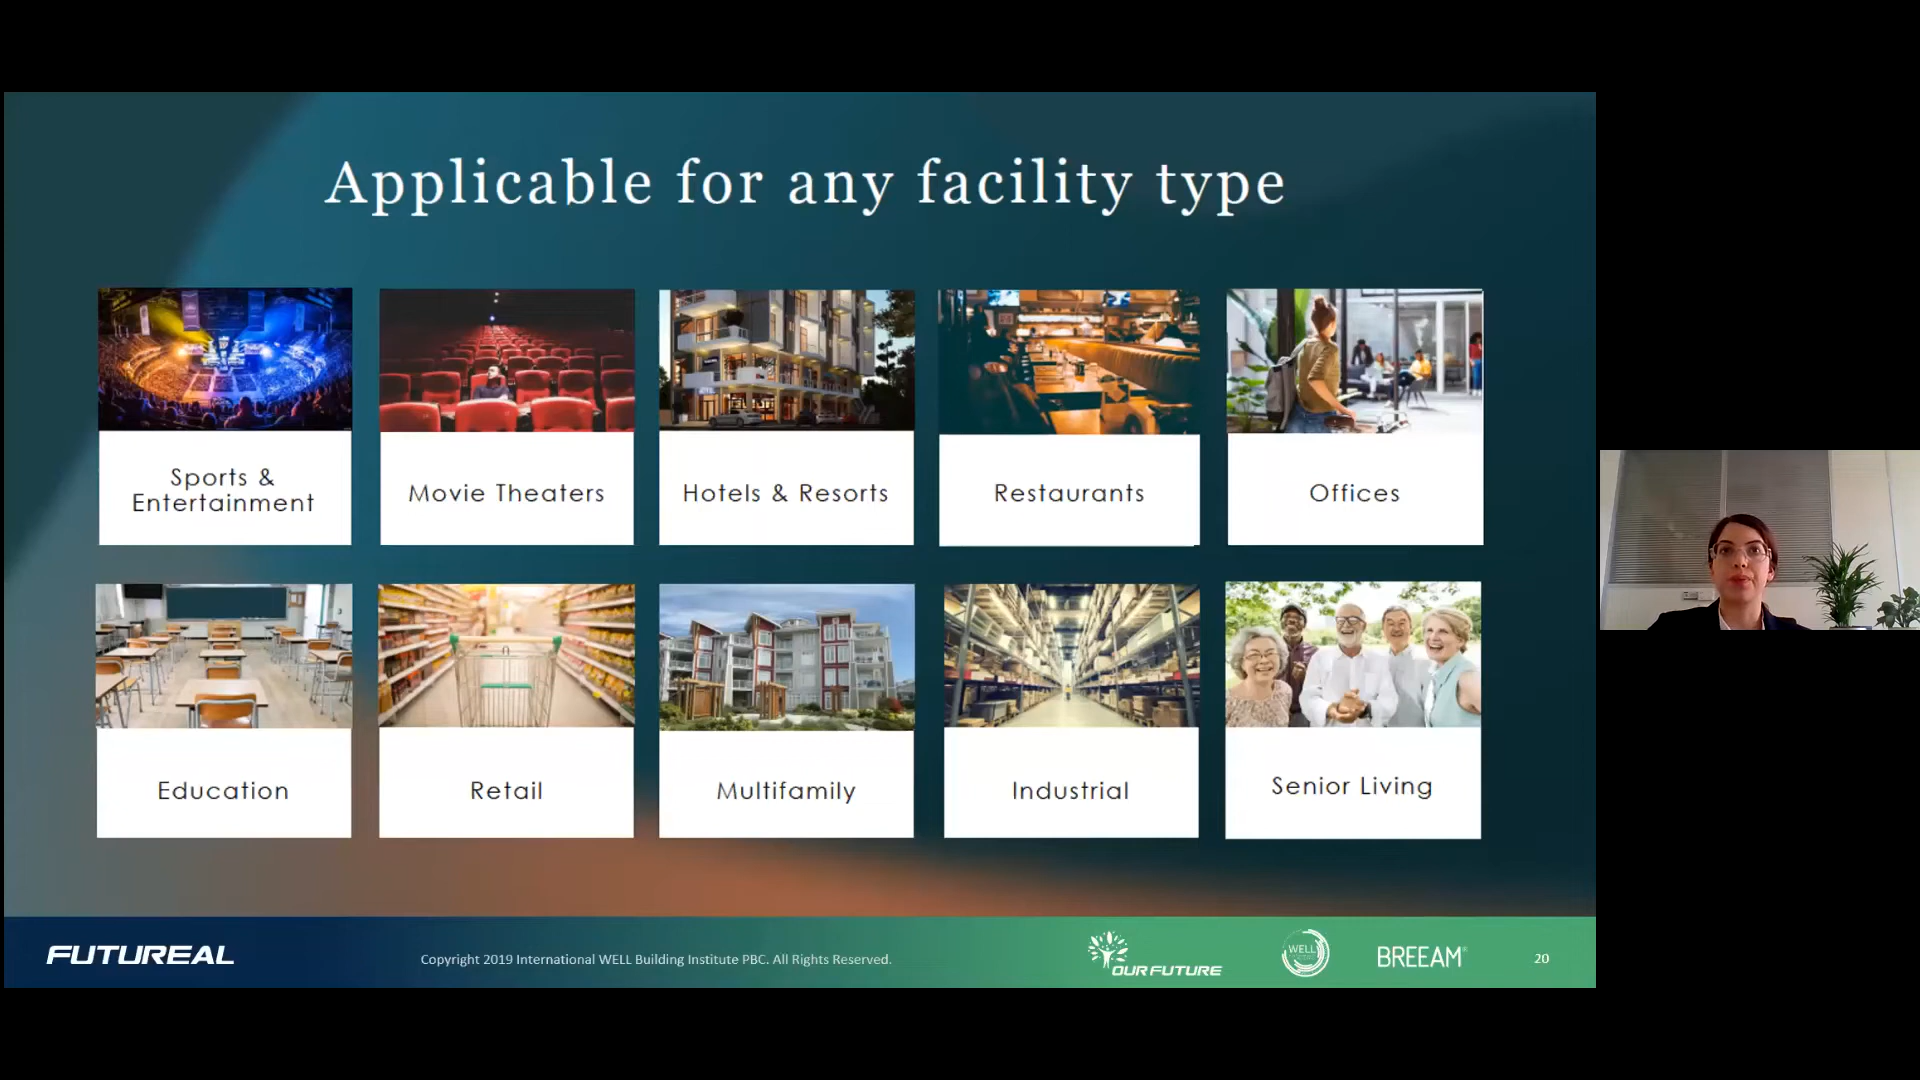 Applicable for any facility type
Sports &
Entertainment
Movie Theaters
Hotels & Resorts
Restaurants
Offices
Education
Retail
Multifamily
Industrial
Senior Living
FUTUREAL
Copyright 2019 International WELL Building Institute PBC. All Rights Reserved.
OUR FUTURE
WELL
BREEAM®
20